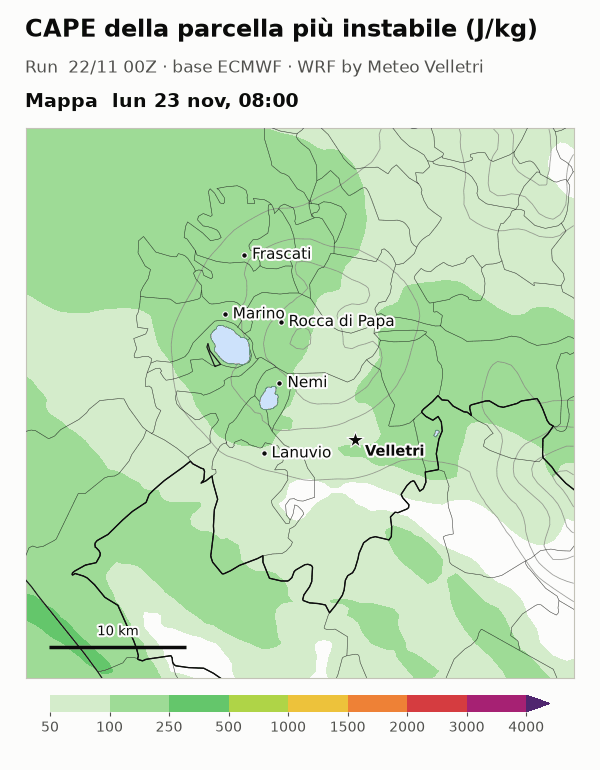 CAPE della parcella più instabile (J/kg)
Run  22/11 00Z · base ECMWF · WRF by Meteo Velletri
Mappa  lun 23 nov, 08:00
Frascati
Marino
Rocca di Papa
Nemi
Velletri
Lanuvio
10 km
50 100 250 500 1000 1500 2000 3000 4000